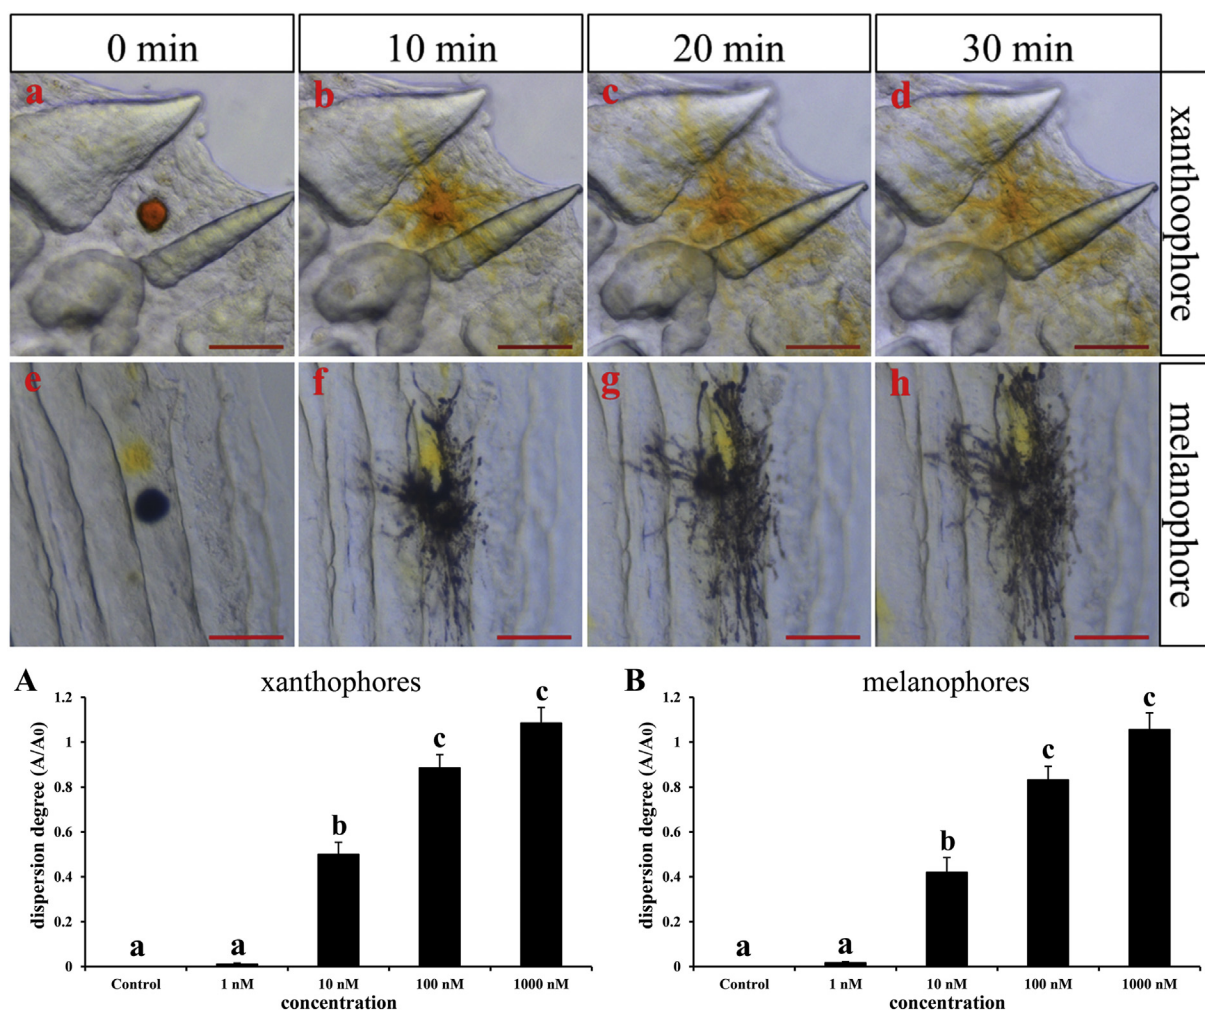 0 min
10 min
20 min
30 min
a
b
c
d
xanthoophore
e
f
g
h
melanophore
A
xanthophores
dispersion degree (A/A0)
1.2
1
0.8
0.6
0.4
0.2
0
a
a
b
c
c
Control
1 nM
10 nM
100 nM
1000 nM
concentration
B
melanophores
dispersion degree (A/A0)
1.2
1
0.8
0.6
0.4
0.2
0
a
a
b
c
c
Control
1 nM
10 nM
100 nM
1000 nM
concentration